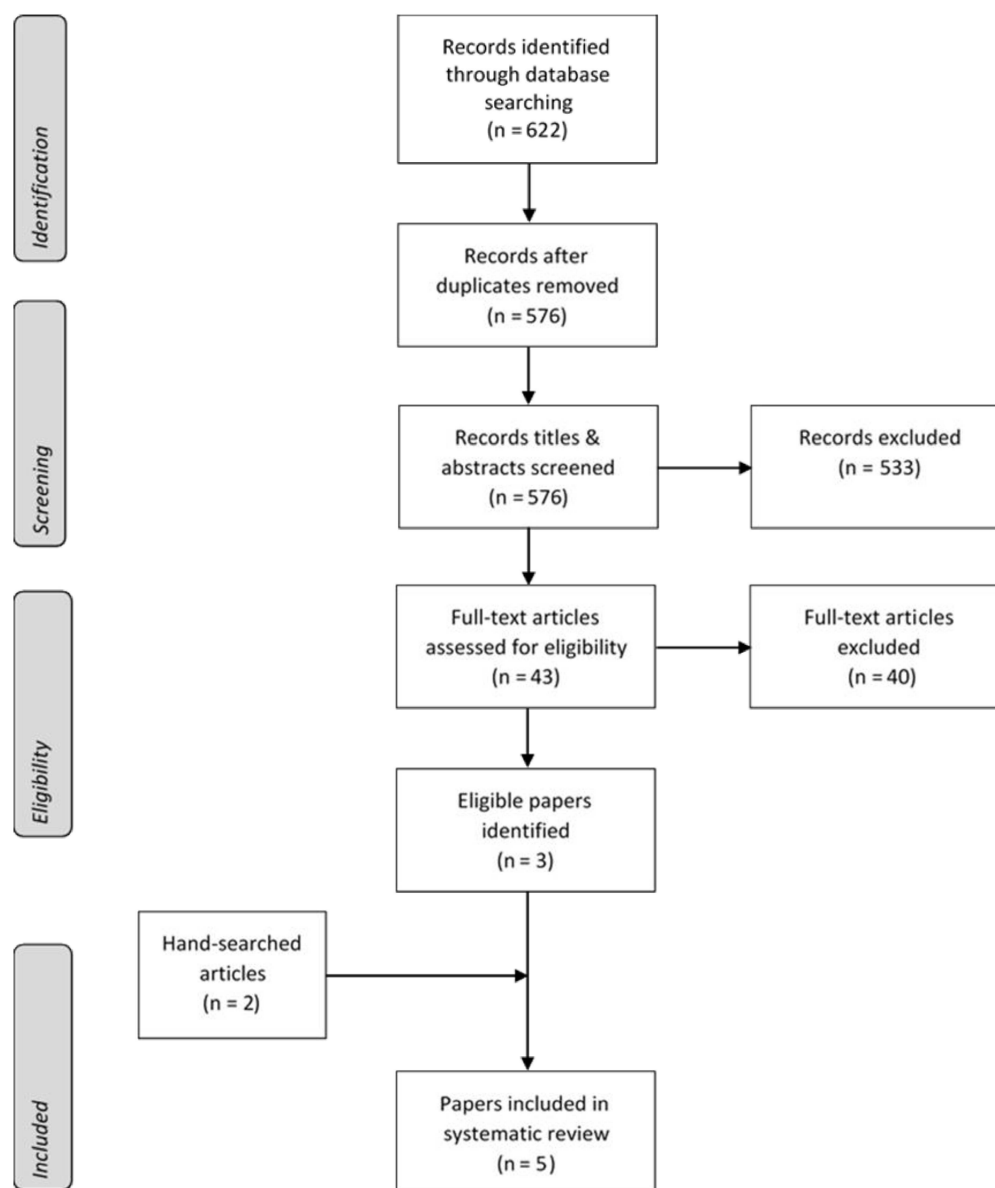 Identification
Records identified
through database
searching
(n = 622)
Records after
duplicates removed
(n = 576)
Screening
Records titles &
abstracts screened
(n = 576)
Records excluded
(n = 533)
Eligibility
Full-text articles
assessed for eligibility
(n = 43)
Full-text articles
excluded
(n = 40)
Eligible papers
identified
(n = 3)
Included
Hand-searched
articles
(n = 2)
Papers included in
systematic review
(n = 5)